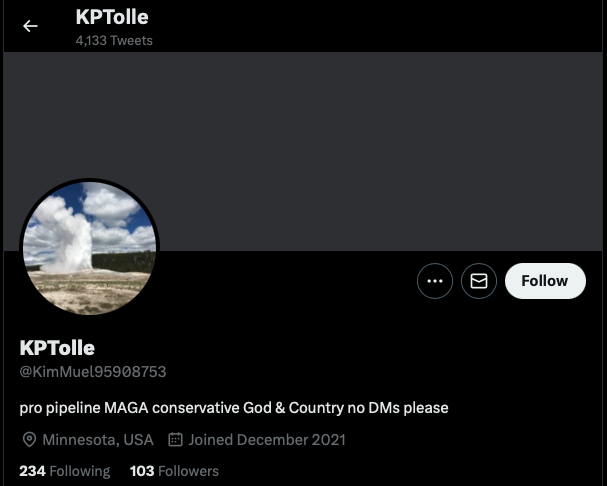 KPTolle
4,133 Tweets
Follow
KPTolle
@KimMuel95908753
pro pipeline MAGA conservative God & Country no DMs please
Minnesota, USA Joined December 2021
234 Following 103 Followers